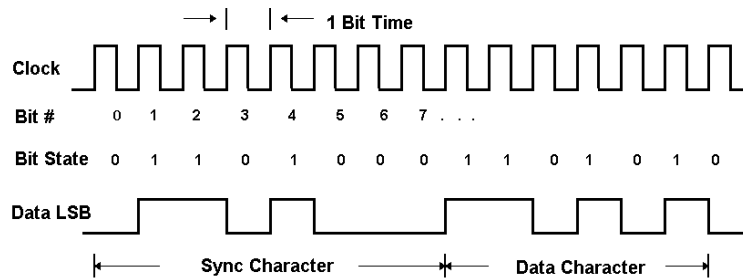 1 Bit Time
Clock
Bit # 0 1 2 3 4 5 6 7 . . .
Bit State 0 1 1 0 1 0 0 0 1 1 0 1 0 1 0
Data LSB
Sync Character Data Character